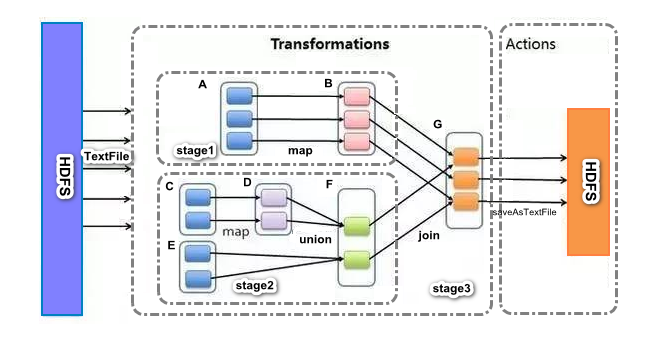 Transformations
Actions
A
B
G
stage1
map
HDFS
TextFile
C
D
F
map
union
E
stage2
join
stage3
saveAsTextFile
HDFS